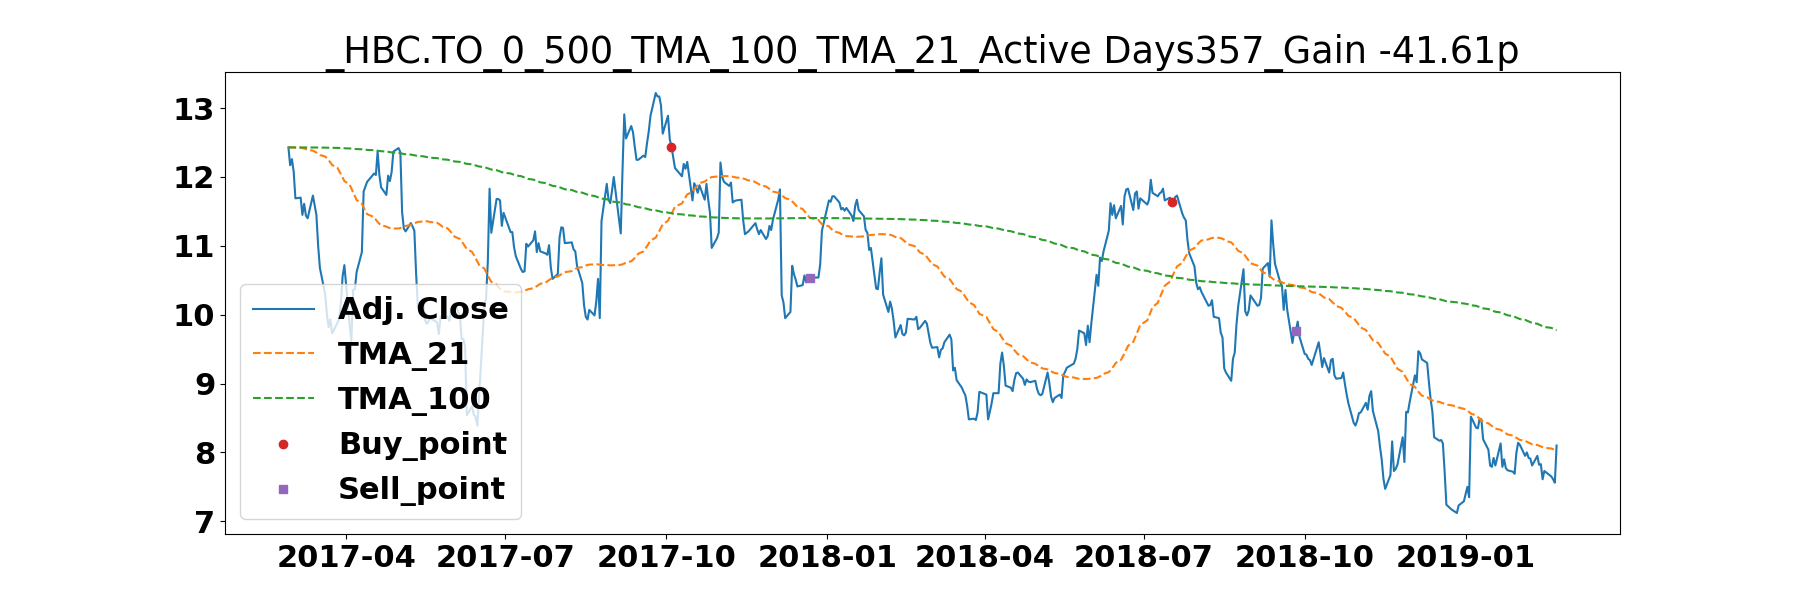 _HBC.TO_0_500_TMA_100_TMA_21_Active Days357_Gain -41.61p
13
12
11
10
9
8
7
Adj. Close
TMA_21
TMA_100
Buy_point
Sell_point
2017-04 2017-07 2017-10 2018-01 2018-04 2018-07 2018-10 2019-01